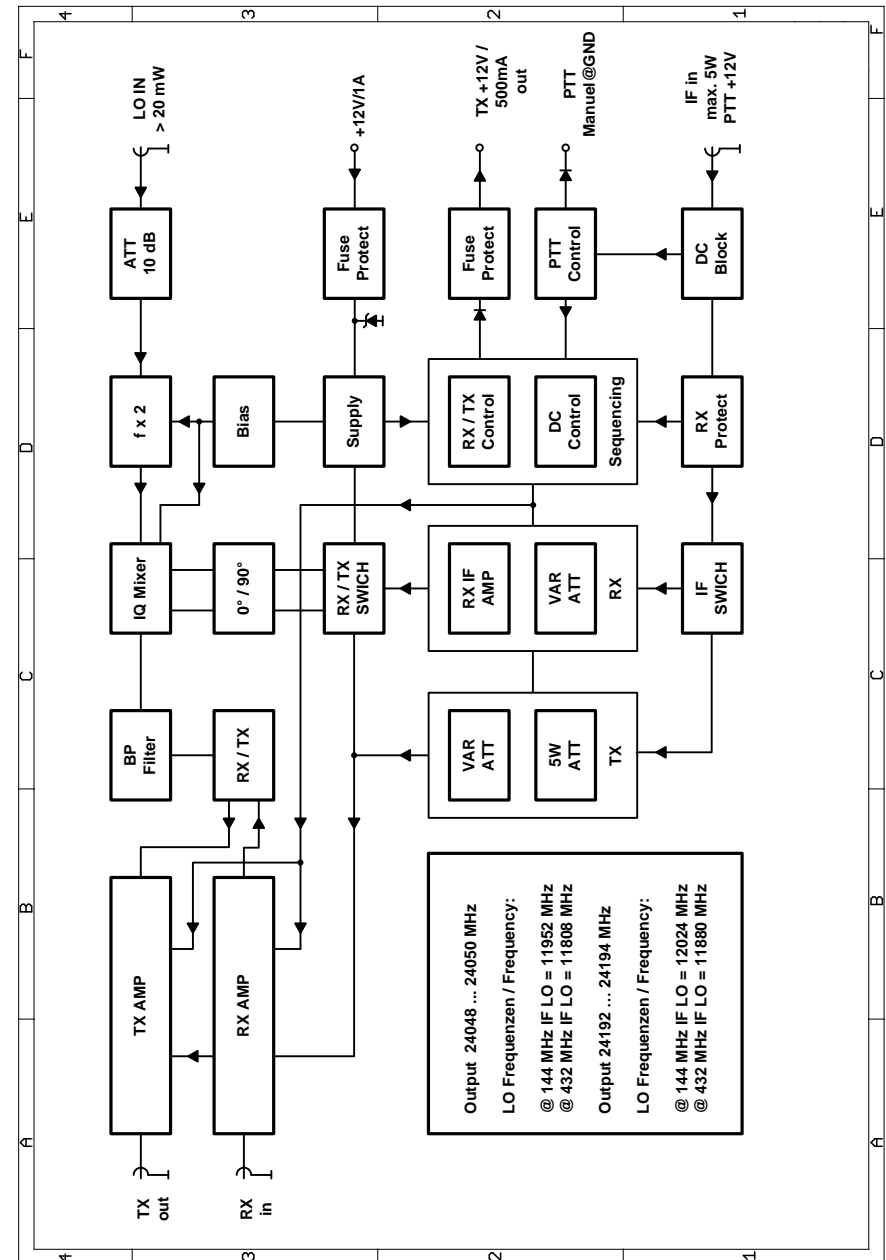 4
3
2
1
F
E
D
C
B
A
F
E
D
C
B
A
4
3
2
1
LO IN
> 20 mW
+12V/1A
TX +12V /
500mA
out
PTT
Manuel@GND
IF in
max. 5W
PTT +12V
ATT
10 dB
Fuse
Protect
Fuse
Protect
PTT
Control
DC
Block
f x 2
Bias
Supply
RX / TX
Control
DC
Control
Sequencing
RX
Protect
IQ Mixer
0° / 90°
RX / TX
SWICH
RX IF
AMP
VAR
ATT
RX
IF
SWICH
BP
Filter
RX / TX
VAR
ATT
5W
ATT
TX
TX AMP
RX AMP
TX
out
RX
in
Output 24048 ... 24050 MHz
LO Frequenzen / Frequency:
@ 144 MHz IF LO = 11952 MHz
@ 432 MHz IF LO = 11808 MHz
Output 24192 ... 24194 MHz
LO Frequenzen / Frequency:
@ 144 MHz IF LO = 12024 MHz
@ 432 MHz IF LO = 11880 MHz